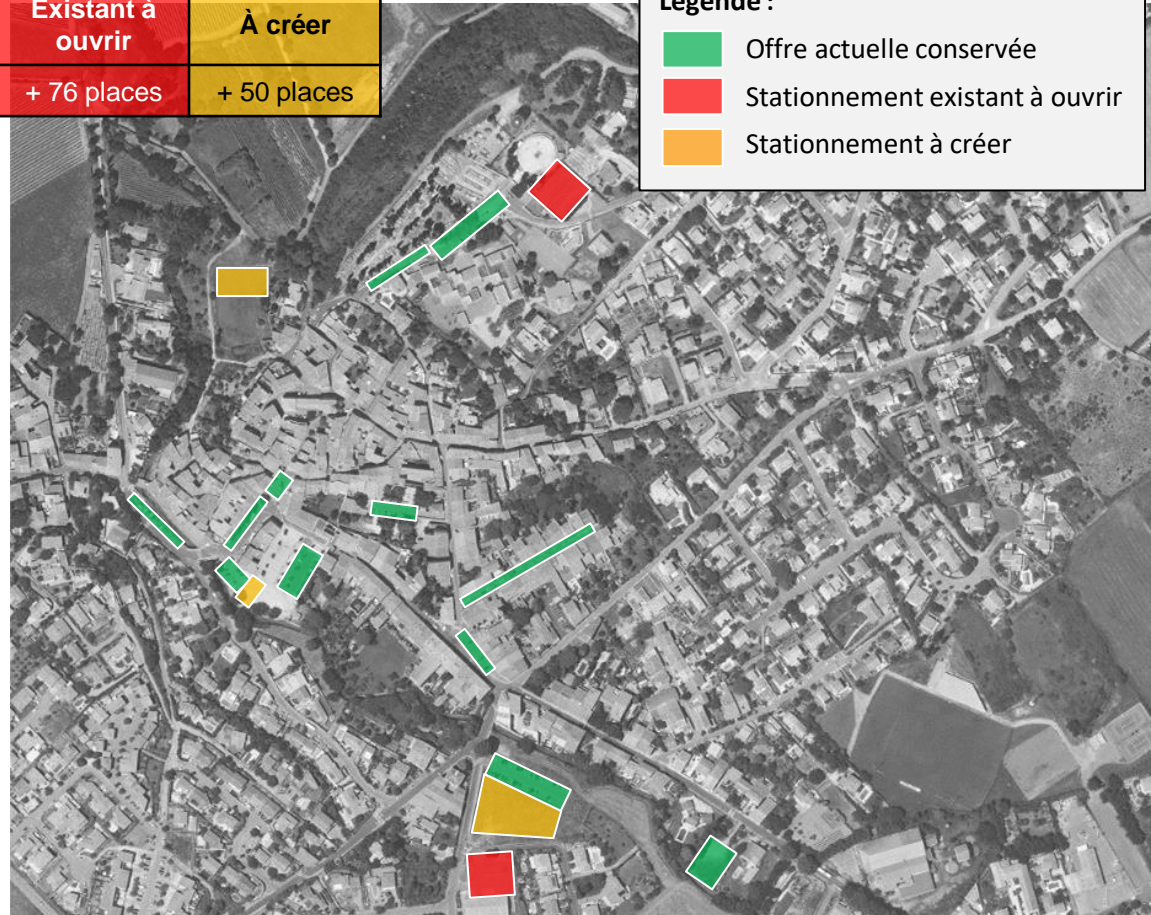 Existant à
ouvrir
À créer
+ 76 places
+ 50 places
Légende :
Offre actuelle conservée
Stationnement existant à ouvrir
Stationnement à créer